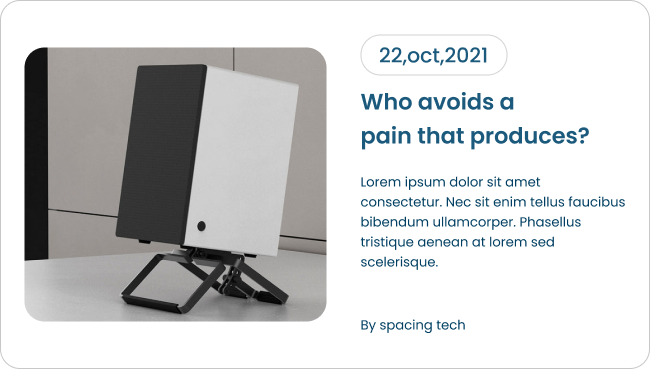 22,oct,2021
Who avoids a
pain that produces?
Lorem ipsum dolor sit amet
consectetur. Nec sit enim tellus faucibus
bibendum ullamcorper. Phasellus
tristique aenean at lorem sed
scelerisque.
By spacing tech